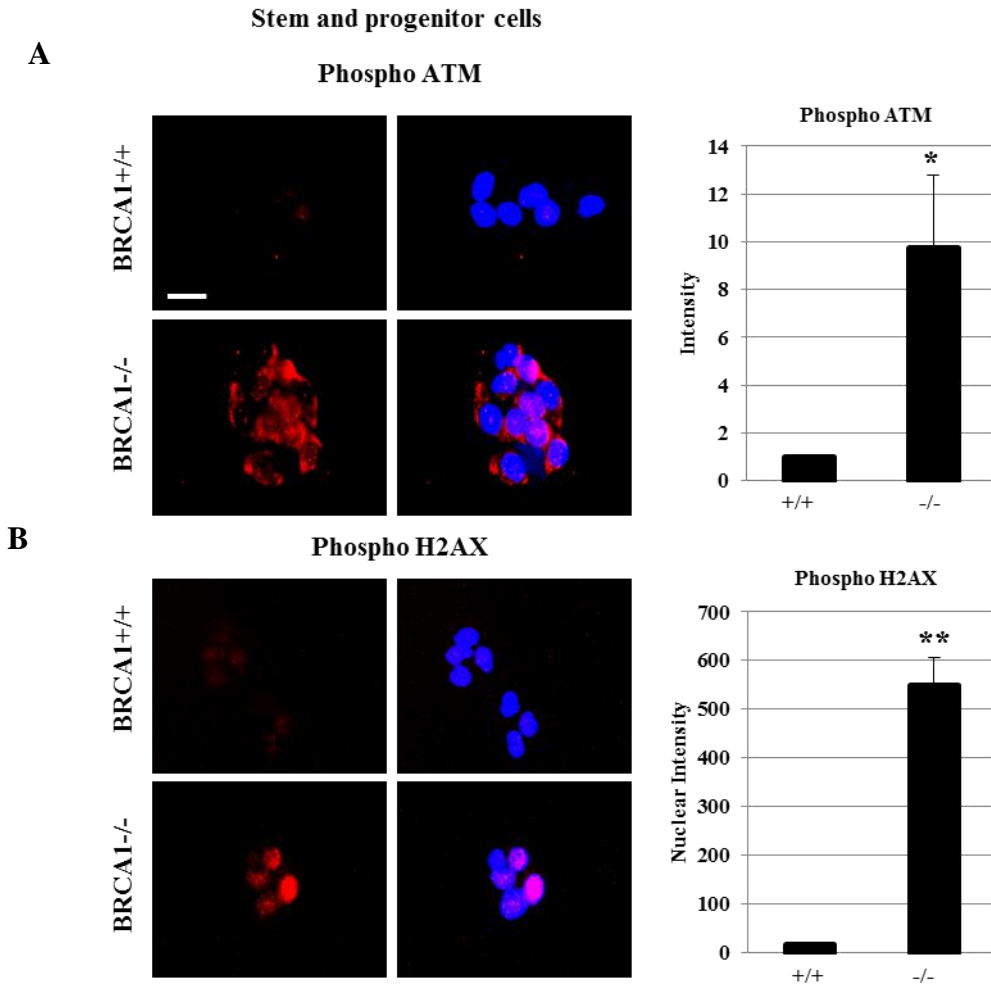 Stem and progenitor cells
A
Phospho ATM
BRCA1+/+
BRCA1-/-
Phospho ATM
14
12
10
8
6
4
2
0
Intensity
*
+/+
-/-
B
Phospho H2AX
BRCA1+/+
BRCA1-/-
Phospho H2AX
700
600
500
400
300
200
100
0
Nuclear Intensity
**
+/+
-/-